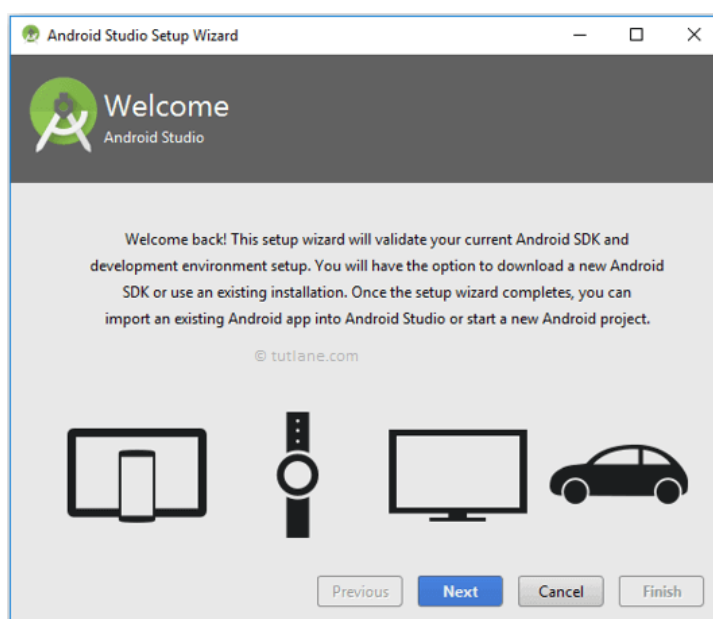 Android Studio Setup Wizard
Welcome
Android Studio
Welcome back! This setup wizard will validate your current Android SDK and
development environment setup. You will have the option to download a new Android
SDK or use an existing installation. Once the setup wizard completes, you can
import an existing Android app into Android Studio or start a new Android project.
© tutlane.com
Previous Next Cancel Finish